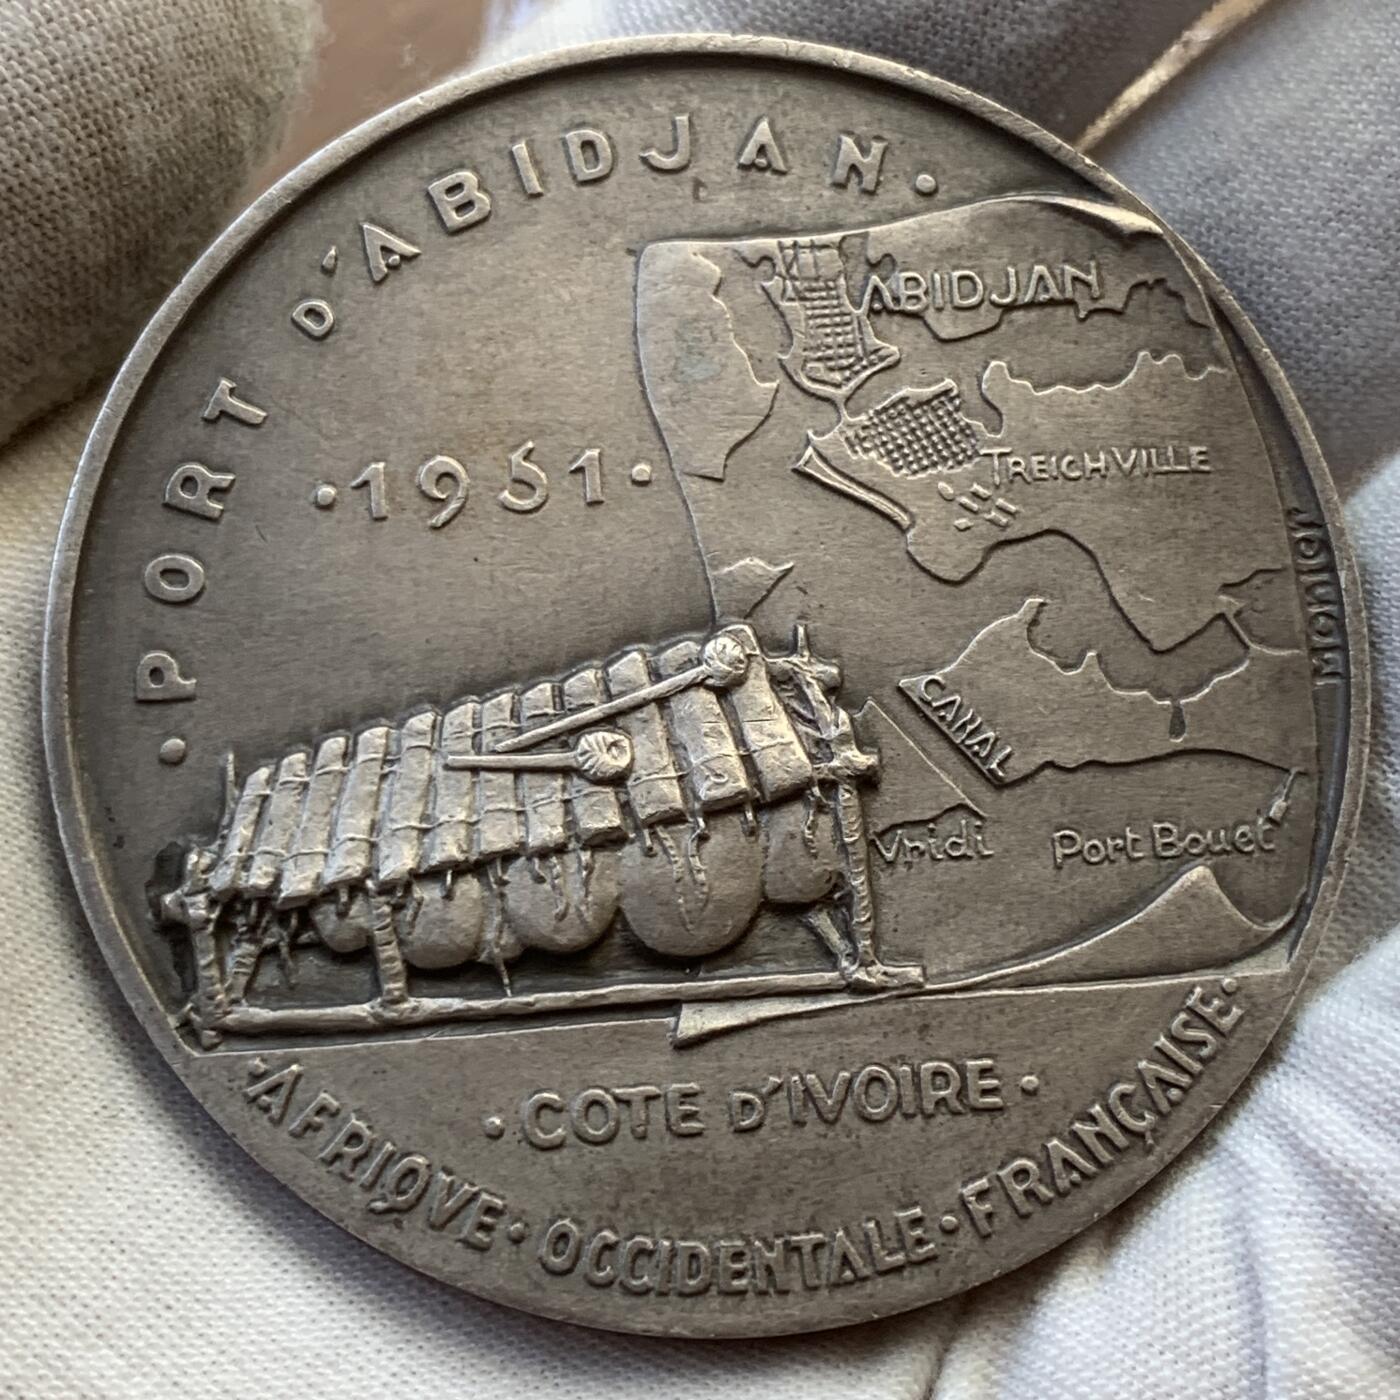 ·PORT D'ABIDJAN·
·1951·
ABIDJAN
TREICHVILLE
CANAL
Vridi
Port Bouet
MONIER
·COTE D'IVOIRE·
·AFRIQVE·OCCIDENTALE·FRANÇAISE·